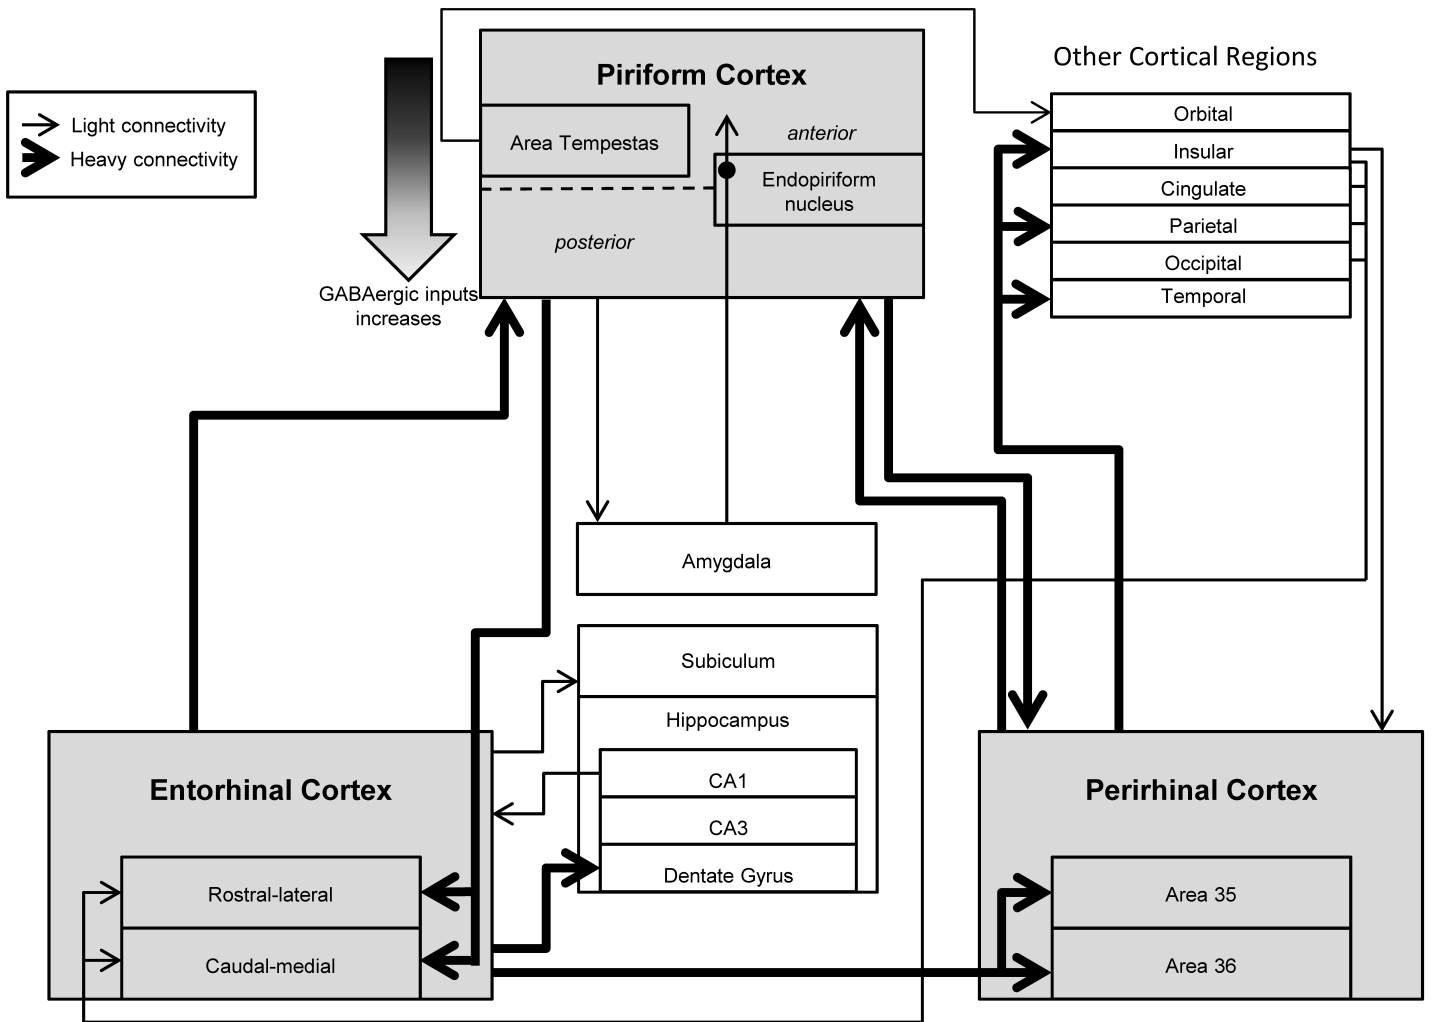 Light connectivity
Heavy connectivity
GABAergic inputs
increases
Piriform Cortex
Area Tempestas
anterior
Endopiriform
nucleus
posterior
Other Cortical Regions
Orbital
Insular
Cingulate
Parietal
Occipital
Temporal
Amygdala
Subiculum
Hippocampus
CA1
CA3
Dentate Gyrus
Entorhinal Cortex
Rostral-lateral
Caudal-medial
Perirhinal Cortex
Area 35
Area 36